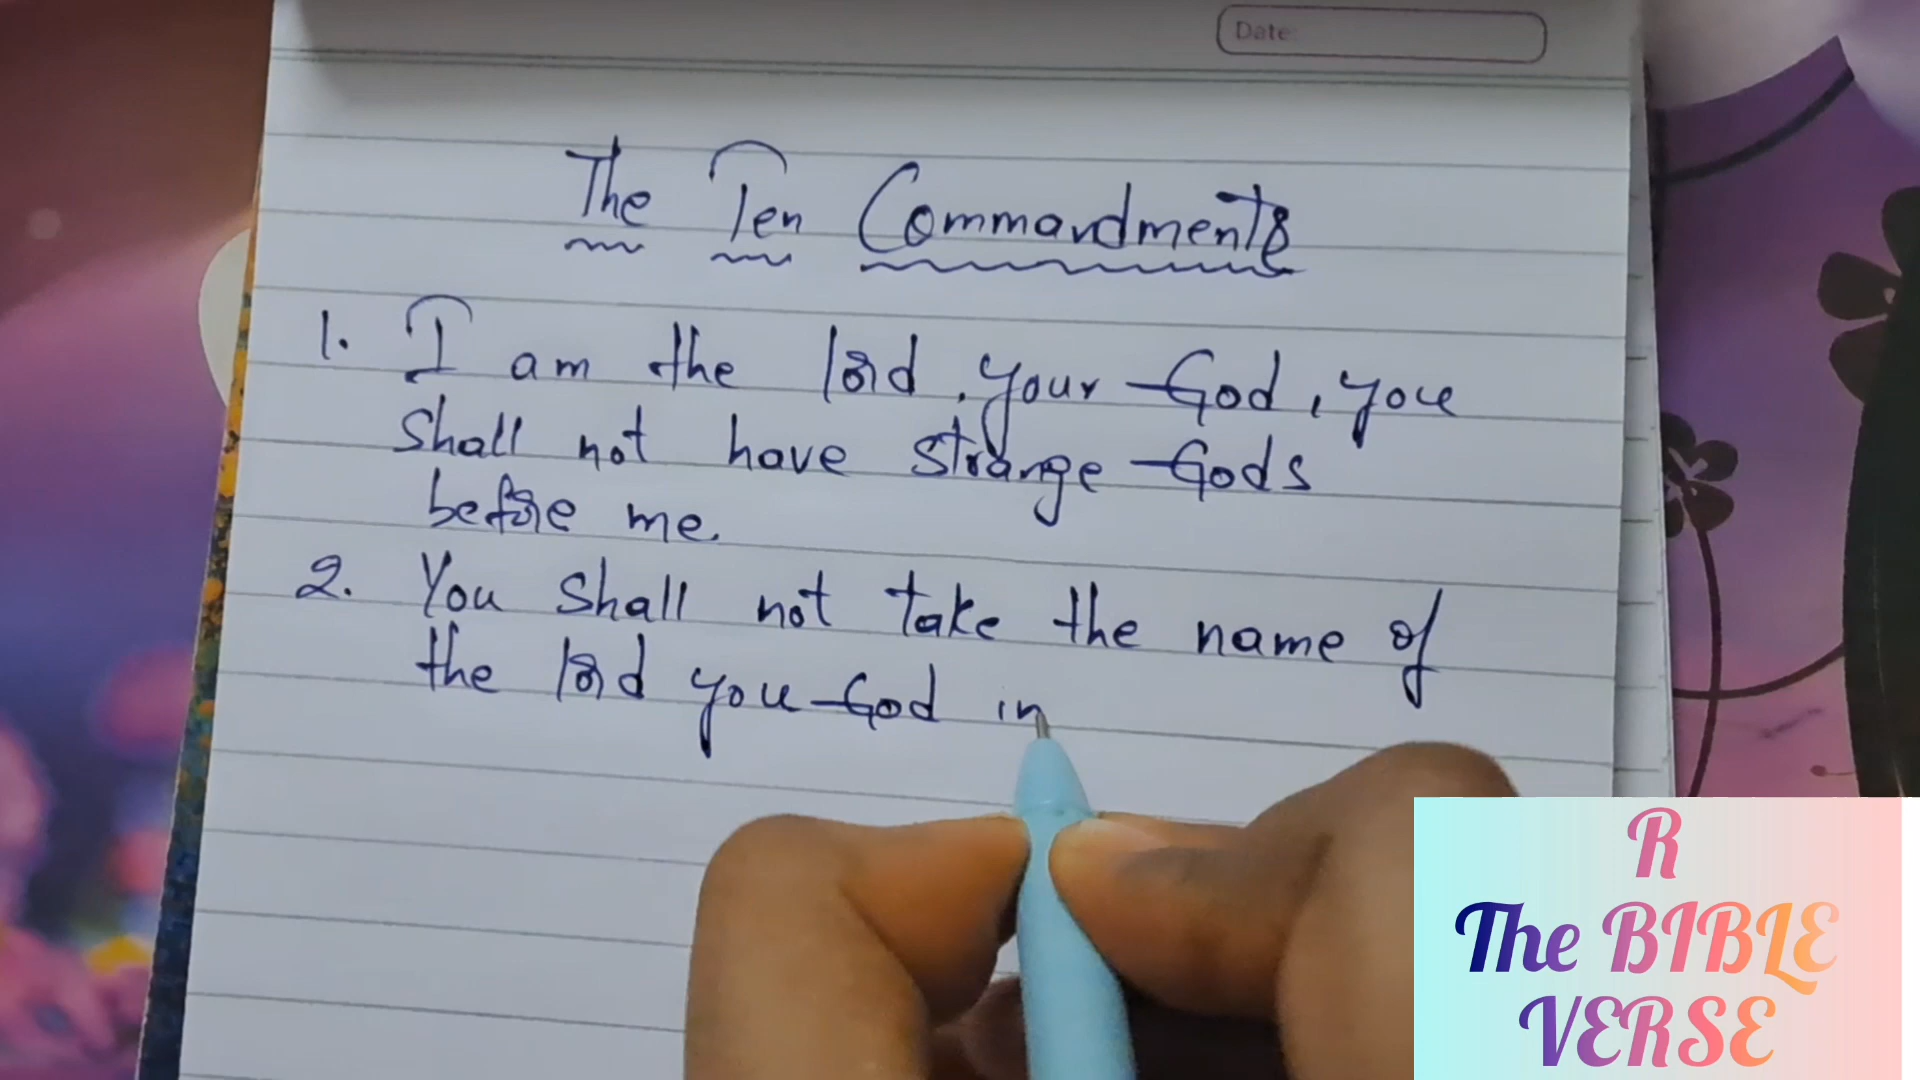 Date:
The Ten Commandments
1. I am the lord, your God, you
shall not have strange Gods
before me.
2. You shall not take the name of
the lord you God in
R
The BIBLE
VERSE